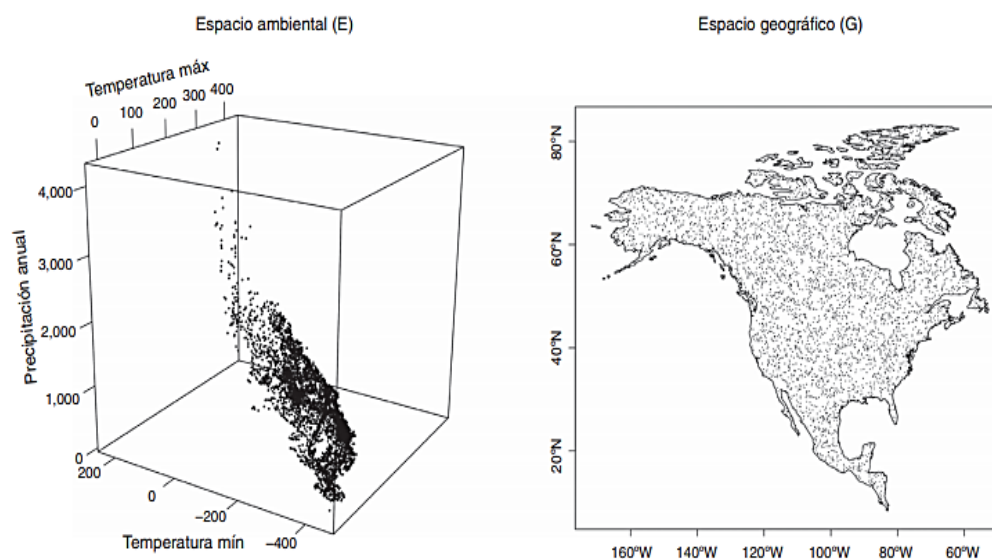 Espacio ambiental (E)
Temperatura máx
0 100 200 300 400
4,000
3,000
2,000
1,000
0
Precipitación anual
200 0 −200 −400
Temperatura mín
Espacio geográfico (G)
80°N
60°N
40°N
20°N
160°W 140°W 120°W 100°W 80°W 60°W